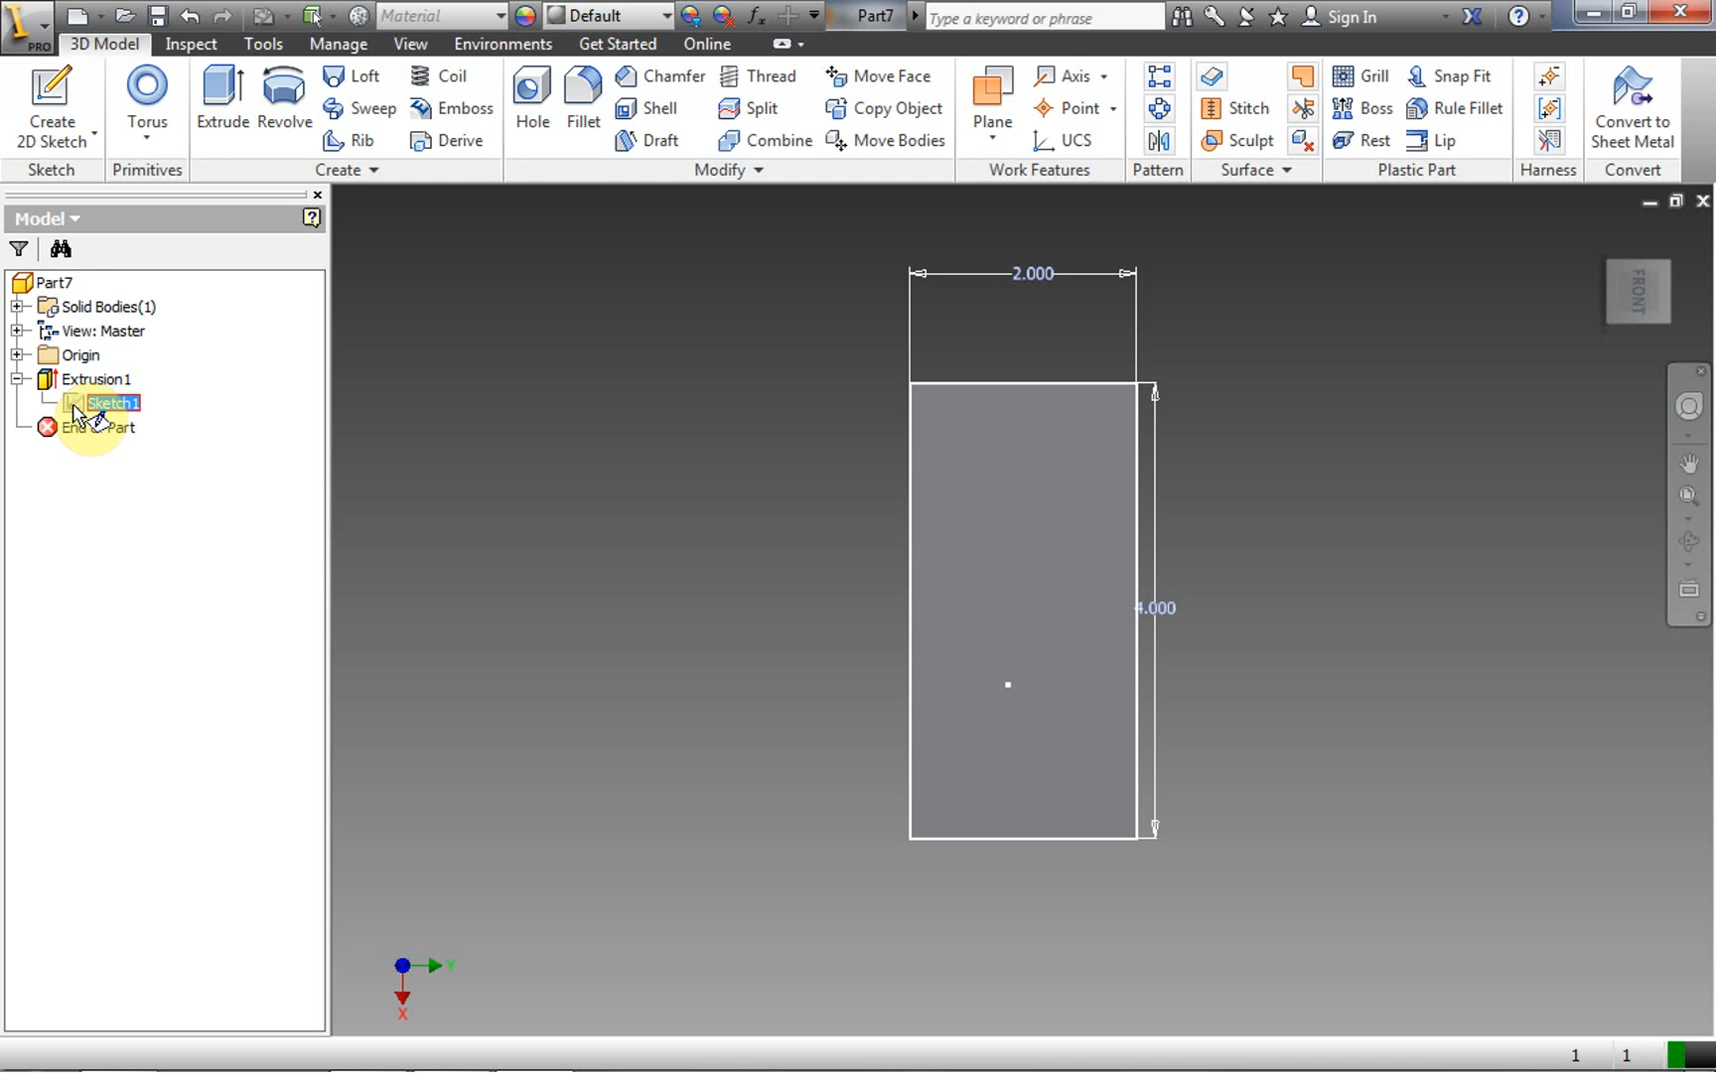 PRO
Material
Default
Part7
Type a keyword or phrase
Sign In
3D Model
Inspect
Tools
Manage
View
Environments
Get Started
Online
Create
2D Sketch
Torus
Extrude
Revolve
Loft
Sweep
Rib
Coil
Emboss
Derive
Hole
Fillet
Chamfer
Shell
Draft
Thread
Split
Combine
Move Face
Copy Object
Move Bodies
Plane
Axis
Point
UCS
Stitch
Sculpt
Grill
Boss
Rest
Snap Fit
Rule Fillet
Lip
Convert to
Sheet Metal
Sketch
Primitives
Create
Modify
Work Features
Pattern
Surface
Plastic Part
Harness
Convert
Model
Part7
Solid Bodies(1)
View: Master
Origin
Extrusion1
Sketch1
Part
2.000
4.000
FRONT
Y
X
1
1